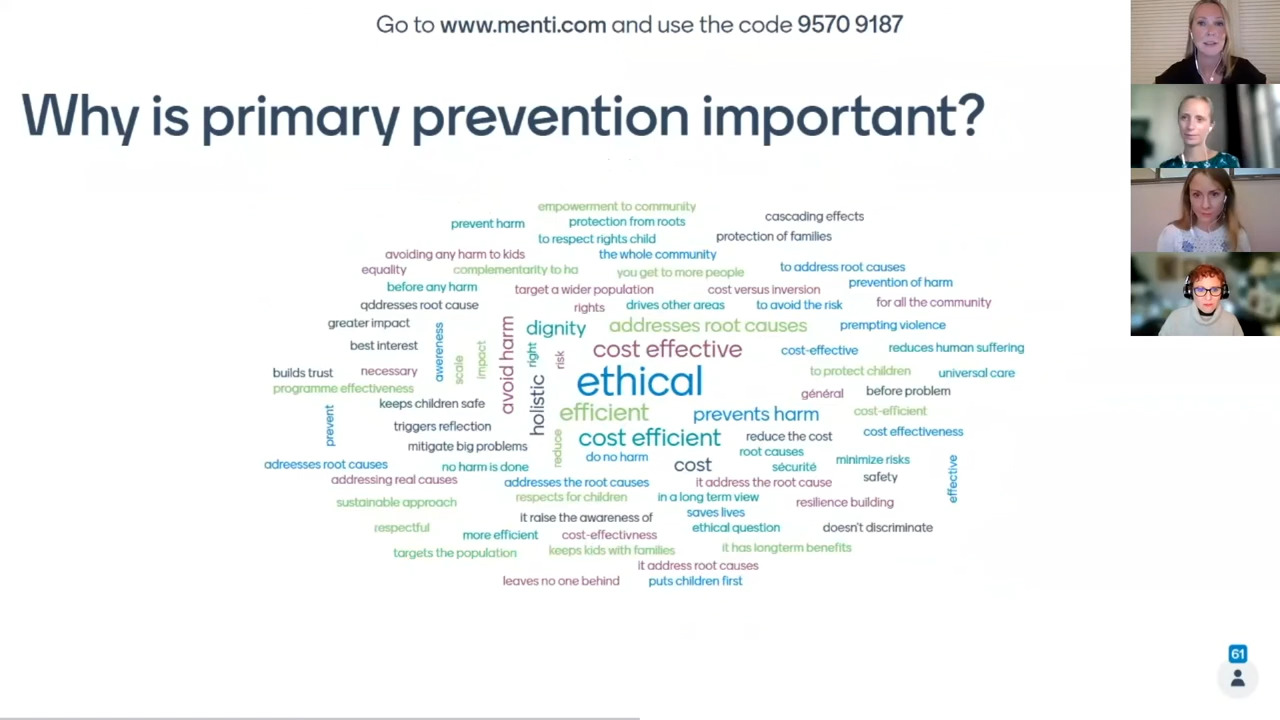 Go to www.menti.com and use the code 9570 9187
Why is primary prevention important?
empowerment to community
cascading effects
prevent harm
protection from roots
to respect rights child
protection of families
avoiding any harm to kids
the whole community
equality
complementarity to ha
you get to more people
to address root causes
before any harm
target a wider population
cost versus inversion
prevention of harm
qddresses root cause
rights
drives other areas
to avoid the risk
for all the community
greater impact
awereness
scale
impact
avoid harm
dignity
right
risk
addresses root causes
prempting violence
best interest
cost effective
cost-effective
reduces human suffering
builds trust
necessary
ethical
to protect children
universal care
programme effectiveness
général
before problem
keeps children safe
holistic
efficient
prevents harm
cost-efficient
prevent
triggers reflection
reduce
cost efficient
reduce the cost
cost effectiveness
mitigate big problems
do no harm
root causes
minimize risks
adreesses root causes
no harm is done
cost
sécurité
safety
effective
addressing real causes
addresses the root causes
it address the root cause
sustainable approach
respects for children
in a long term view
resilience building
it raise the awareness of
saves lives
respectful
ethical question
doesn't discriminate
more efficient
cost-effectivness
targets the population
keeps kids with families
it has longterm benefits
it address root causes
leaves no one behind
puts children first
61